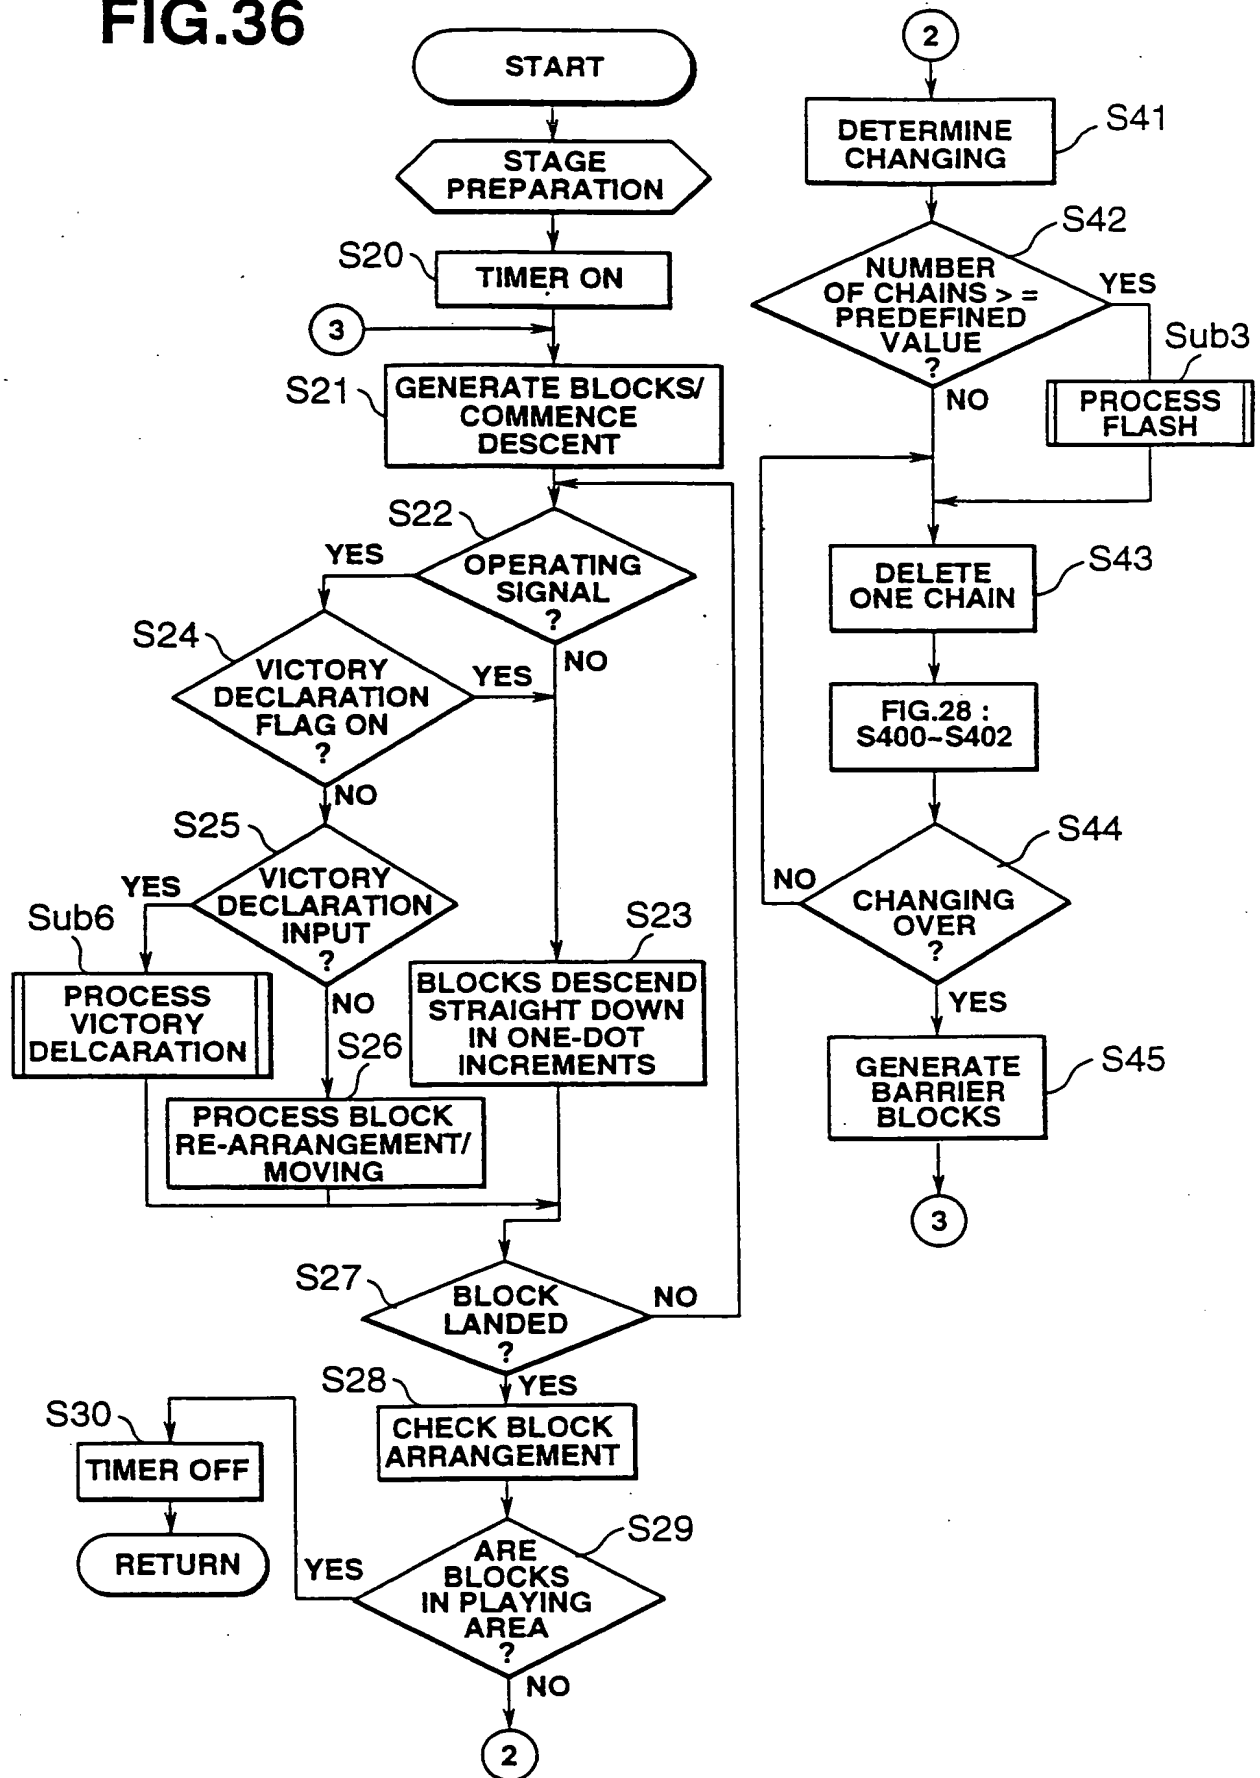 FIG.36
START
STAGE
PREPARATION
S20
TIMER ON
3
S21
GENERATE BLOCKS/
COMMENCE
DESCENT
S22
YES
OPERATING
SIGNAL
?
NO
S24
VICTORY
DECLARATION
FLAG ON
?
YES
NO
S25
YES
VICTORY
DECLARATION
INPUT
?
NO
Sub6
PROCESS
VICTORY
DELCARATION
S23
BLOCKS DESCEND
STRAIGHT DOWN
IN ONE-DOT
INCREMENTS
S26
PROCESS BLOCK
RE-ARRANGEMENT/
MOVING
S27
BLOCK
LANDED
?
NO
YES
S28
CHECK BLOCK
ARRANGEMENT
S30
TIMER OFF
RETURN
S29
YES
ARE
BLOCKS
IN PLAYING
AREA
?
NO
2
2
S41
DETERMINE
CHANGING
S42
NUMBER
OF CHAINS > =
PREDEFINED
VALUE
?
YES
NO
Sub3
PROCESS
FLASH
S43
DELETE
ONE CHAIN
FIG.28 :
S400~S402
S44
NO
CHANGING
OVER
?
YES
S45
GENERATE
BARRIER
BLOCKS
3